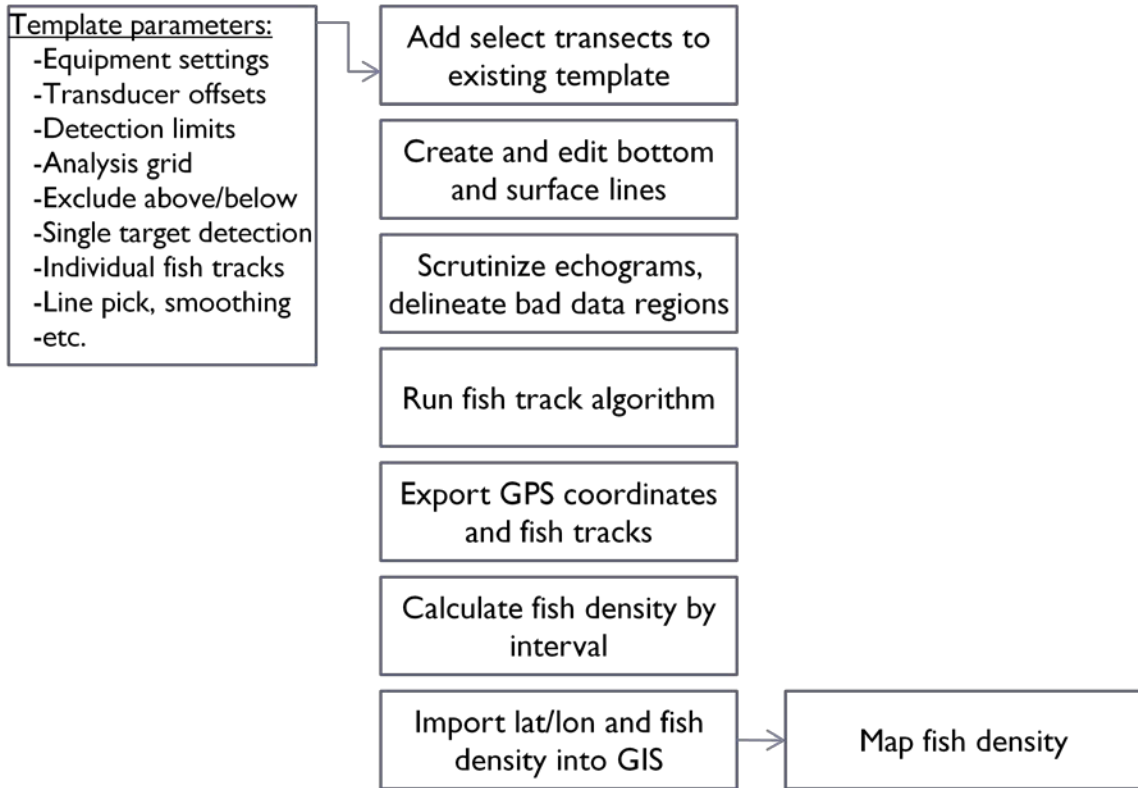 Template parameters:
-Equipment settings
-Transducer offsets
-Detection limits
-Analysis grid
-Exclude above/below
-Single target detection
-Individual fish tracks
-Line pick, smoothing
-etc.
Add select transects to
existing template
Create and edit bottom
and surface lines
Scrutinize echograms,
delineate bad data regions
Run fish track algorithm
Export GPS coordinates
and fish tracks
Calculate fish density by
interval
Import lat/lon and fish
density into GIS
Map fish density